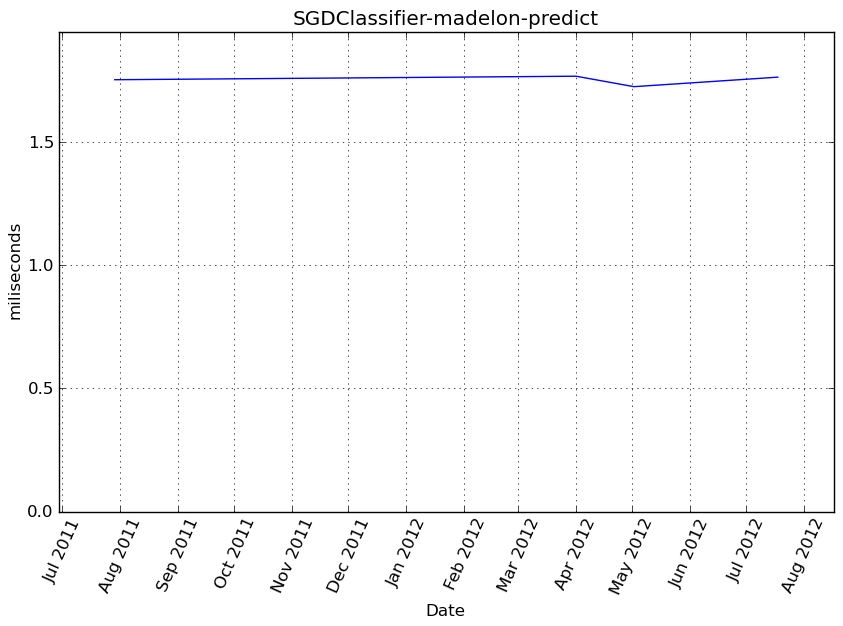 SGDClassifier-madelon-predict
1.5
1.0
0.5
0.0
miliseconds
Jul 2011
Aug 2011
Sep 2011
Oct 2011
Nov 2011
Dec 2011
Jan 2012
Feb 2012
Mar 2012
Apr 2012
May 2012
Jun 2012
Jul 2012
Aug 2012
Date